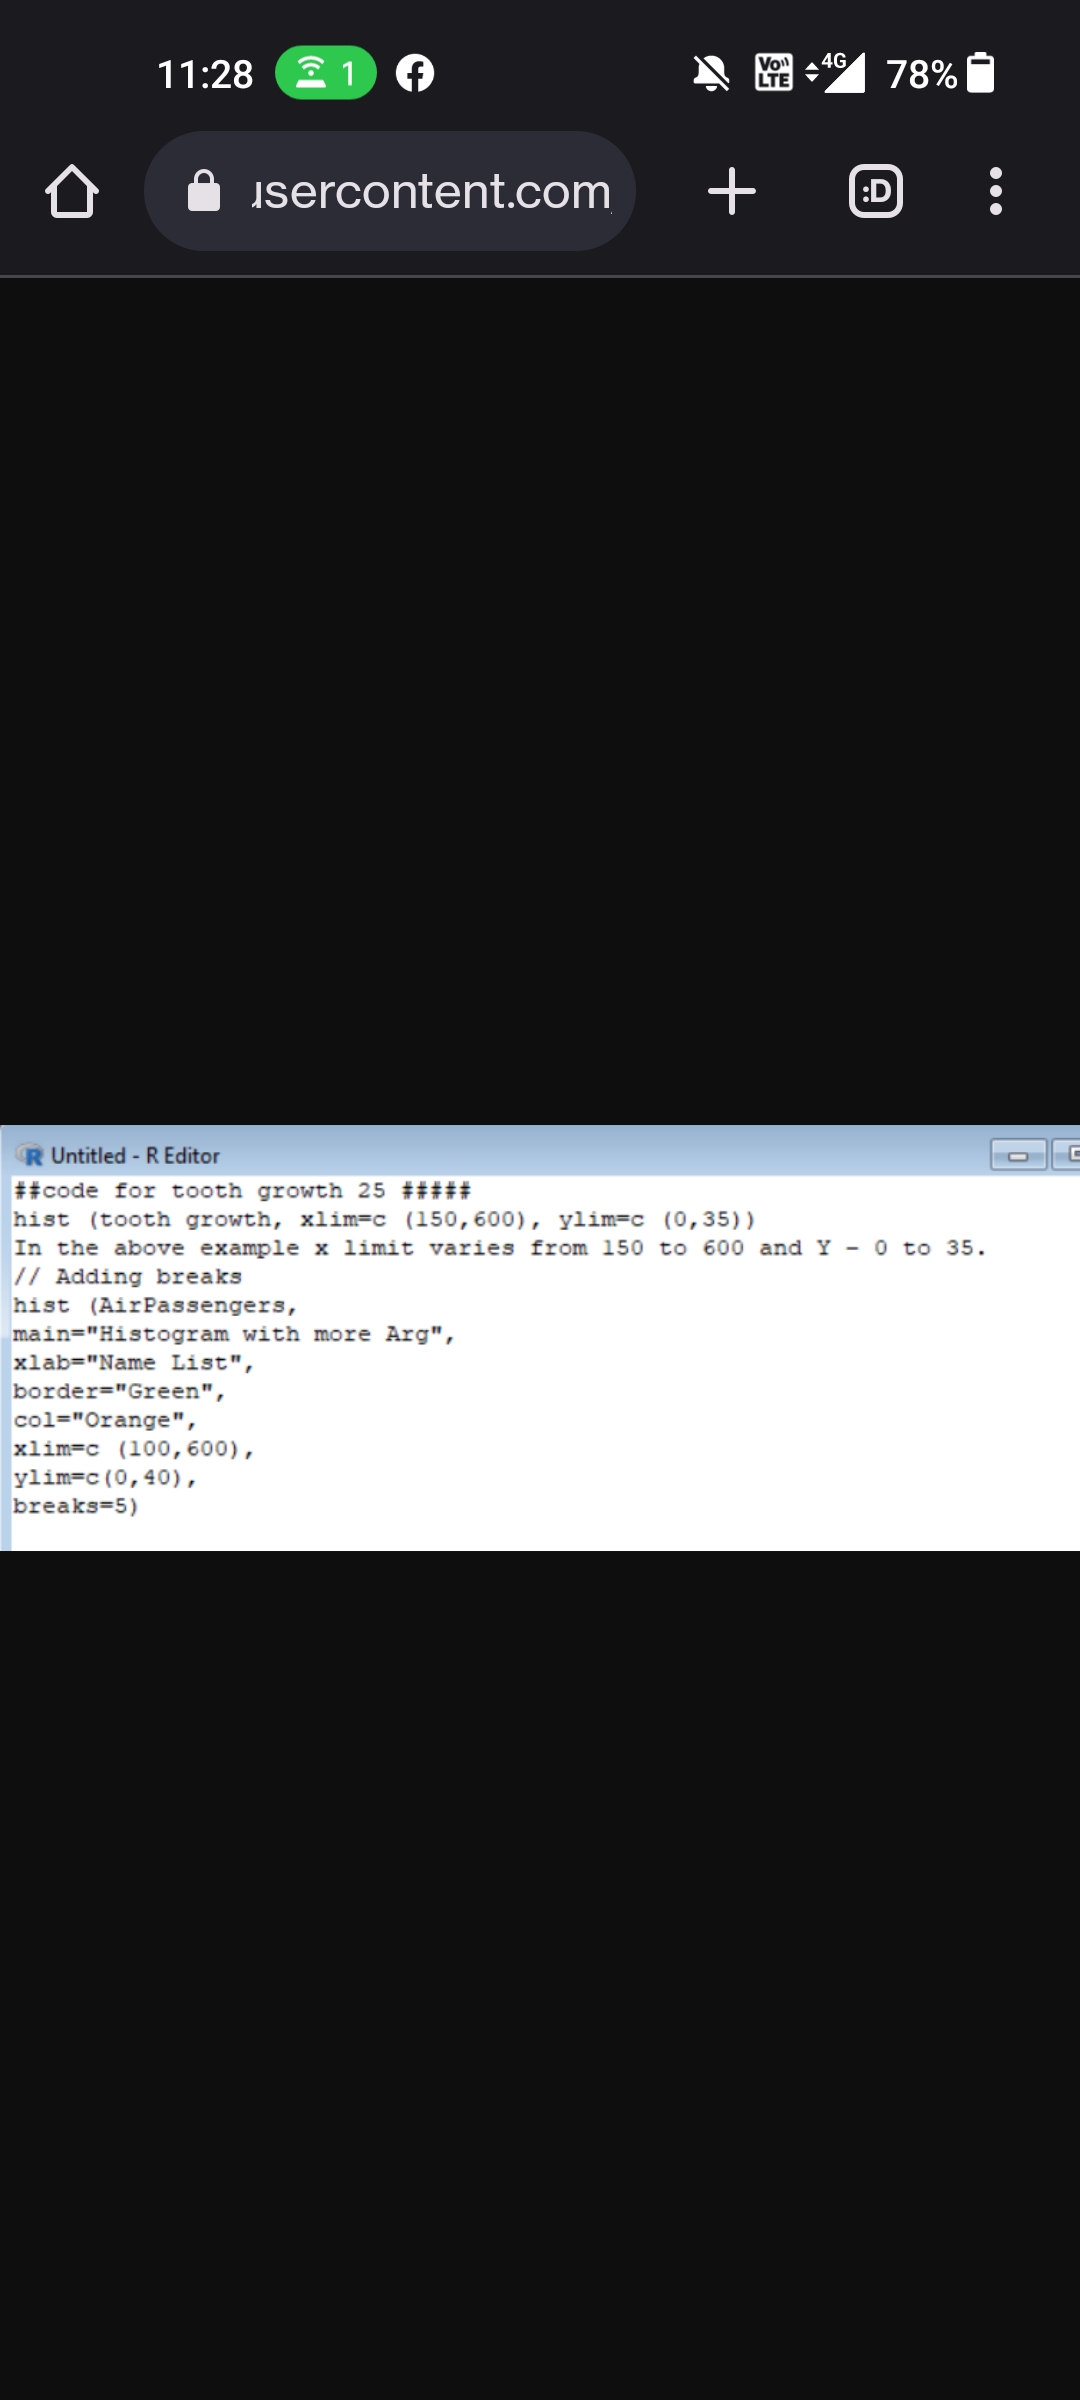 11:28 1 VoLTE 4G 78%
usercontent.com :D
Untitled - R Editor
##code for tooth growth 25 #####
hist (tooth growth, xlim=c (150,600), ylim=c (0,35))
In the above example x limit varies from 150 to 600 and Y - 0 to 35.
// Adding breaks
hist (AirPassengers,
main="Histogram with more Arg",
xlab="Name List",
border="Green",
col="Orange",
xlim=c (100,600),
ylim=c(0,40),
breaks=5)